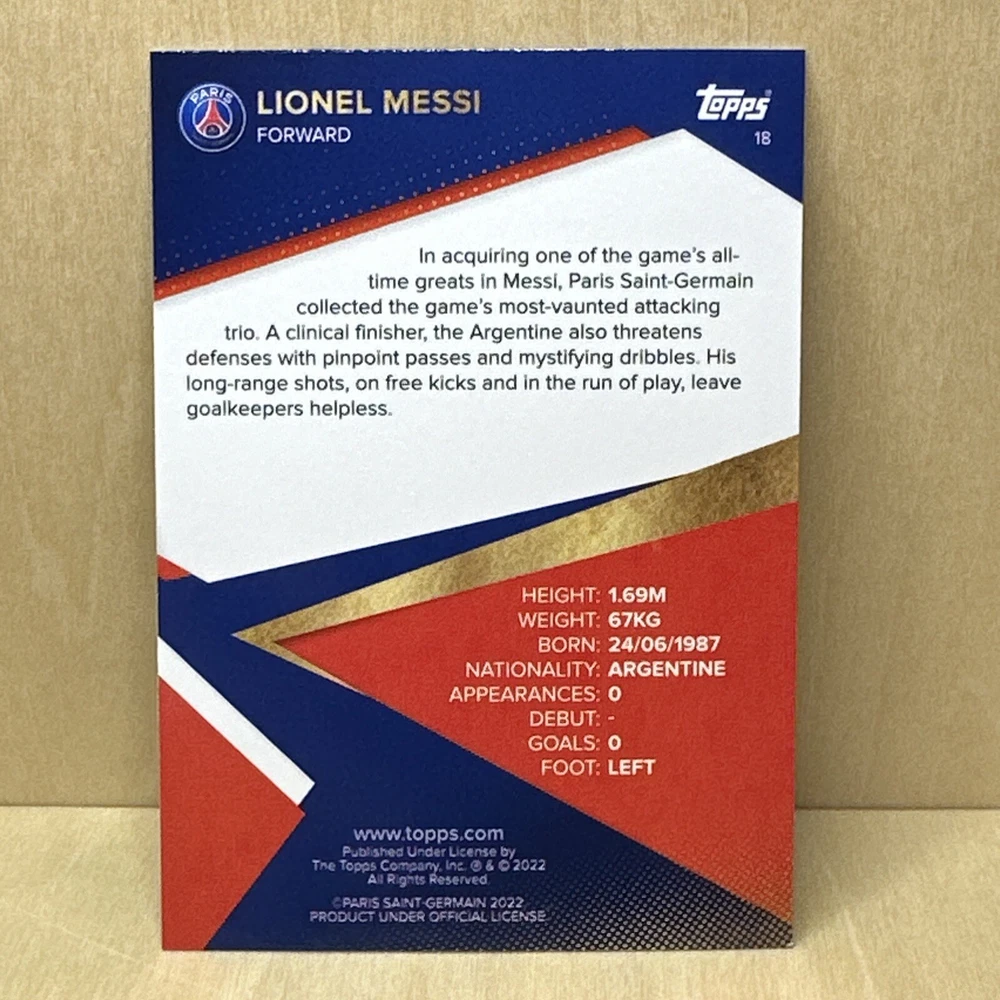 PARIS
LIONEL MESSI
FORWARD
Topps
18
In acquiring one of the game's all-
time greats in Messi, Paris Saint-Germain
collected the game's most-vaunted attacking
trio. A clinical finisher, the Argentine also threatens
defenses with pinpoint passes and mystifying dribbles. His
long-range shots, on free kicks and in the run of play, leave
goalkeepers helpless.
HEIGHT: 1.69M
WEIGHT: 67KG
BORN: 24/06/1987
NATIONALITY: ARGENTINE
APPEARANCES: 0
DEBUT: -
GOALS: 0
FOOT: LEFT
www.topps.com
Published Under License by
The Topps Company, Inc. ® & © 2022
All Rights Reserved.
©PARIS SAINT-GERMAIN 2022
PRODUCT UNDER OFFICIAL LICENSE